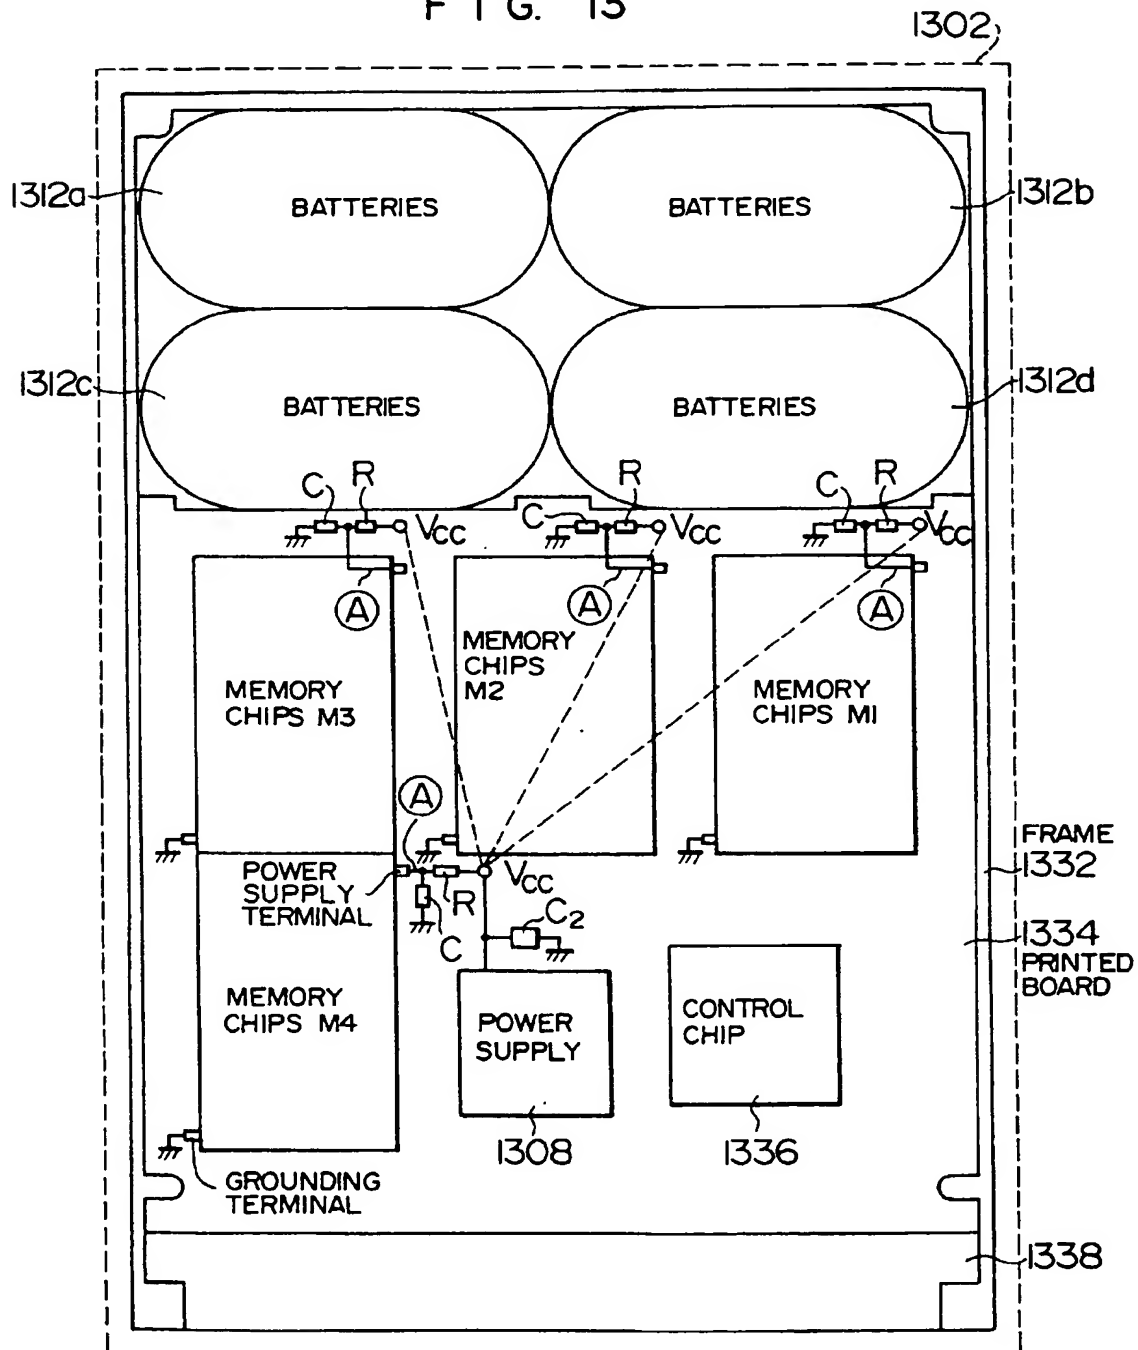 FIG. 13
1302
1312a
BATTERIES
BATTERIES
1312b
1312c
BATTERIES
BATTERIES
1312d
C
R
VCC
C
R
VCC
C
R
VCC
A
A
A
MEMORY
CHIPS M3
MEMORY
CHIPS
M2
MEMORY
CHIPS M1
A
FRAME
1332
POWER
SUPPLY
TERMINAL
R
VCC
C
C2
1334
PRINTED
BOARD
MEMORY
CHIPS M4
POWER
SUPPLY
CONTROL
CHIP
1308
1336
GROUNDING
TERMINAL
1338